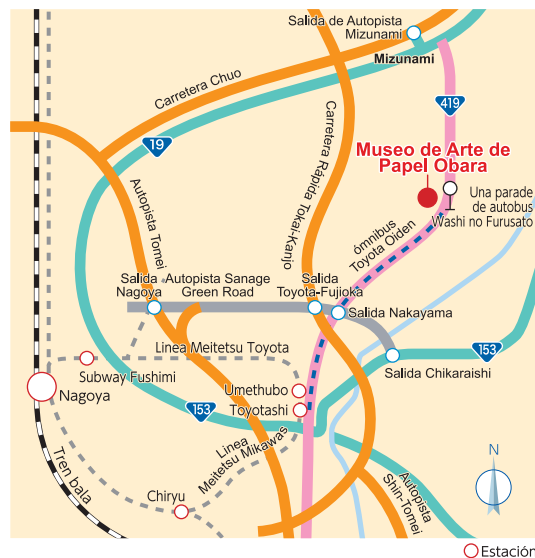 Salida de Autopista
Mizunami
Mizunami
Carretera Chuo
419
19
Museo de Arte de
Papel Obara
Carretera Rápida Tokai-Kanjo
Una parade
de autobus
Washi no Furusato
Autopista Tomei
ómnibus
Toyota Oiden
Salida
Nagoya
Autopista Sanage
Green Road
Salida
Toyota-Fujioka
Salida Nakayama
Linea Meitetsu Toyota
153
Salida Chikaraishi
Subway Fushimi
Nagoya
Umethubo
Toyotashi
153
Linea
Meitetsu Mikawas
Tren bala
Chiryu
Autopista
Shin-Tomei
N
Estación